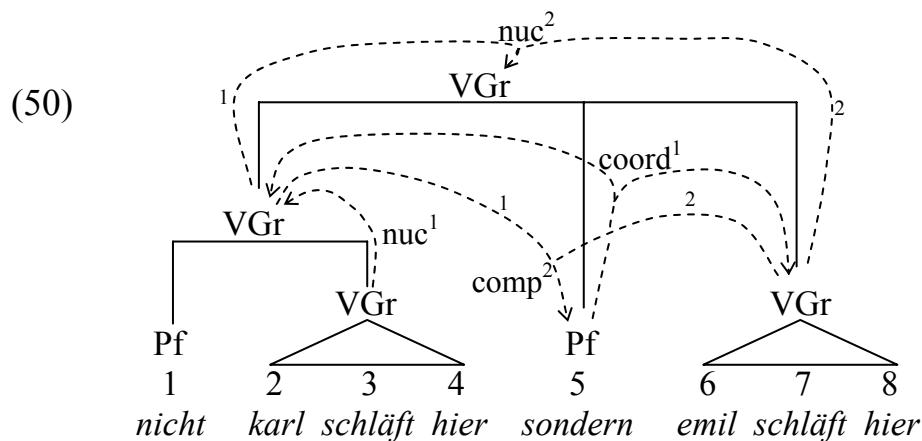 nuc²
(50)
VGr
1 2
coord¹
1 2
VGr nuc¹
comp²
VGr VGr
Pf Pf
1 2 3 4 5 6 7 8
nicht karl schläft hier sondern emil schläft hier